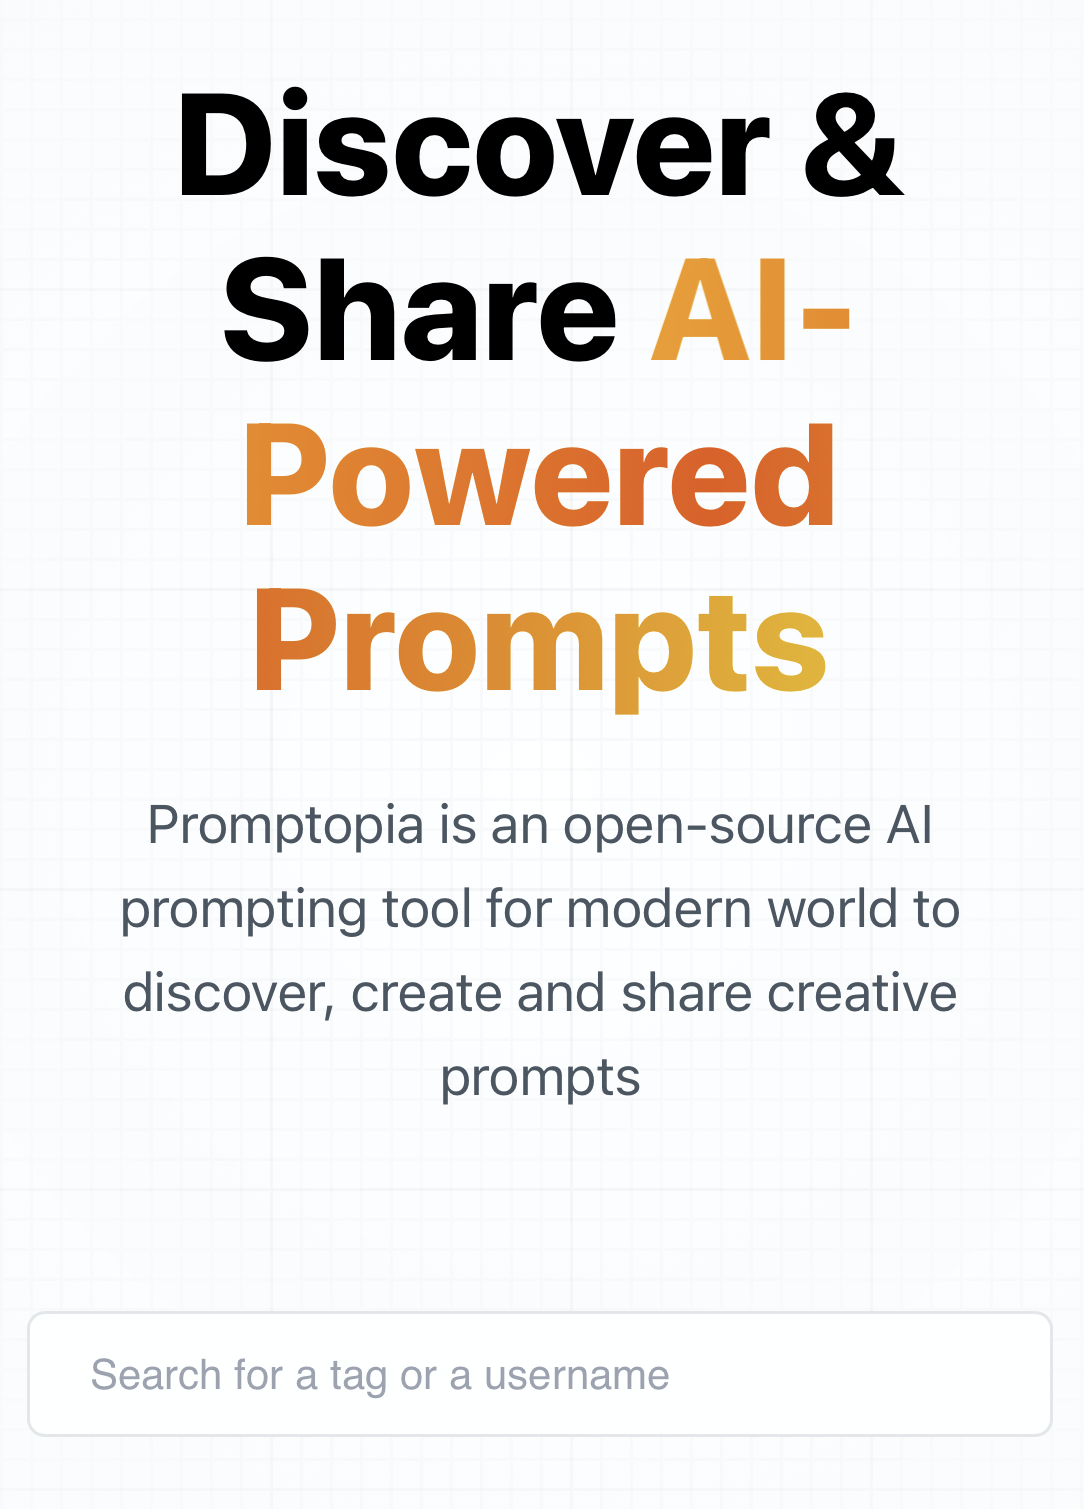 Discover &
Share AI-
Powered
Prompts
Promptopia is an open-source AI
prompting tool for modern world to
discover, create and share creative
prompts
Search for a tag or a username